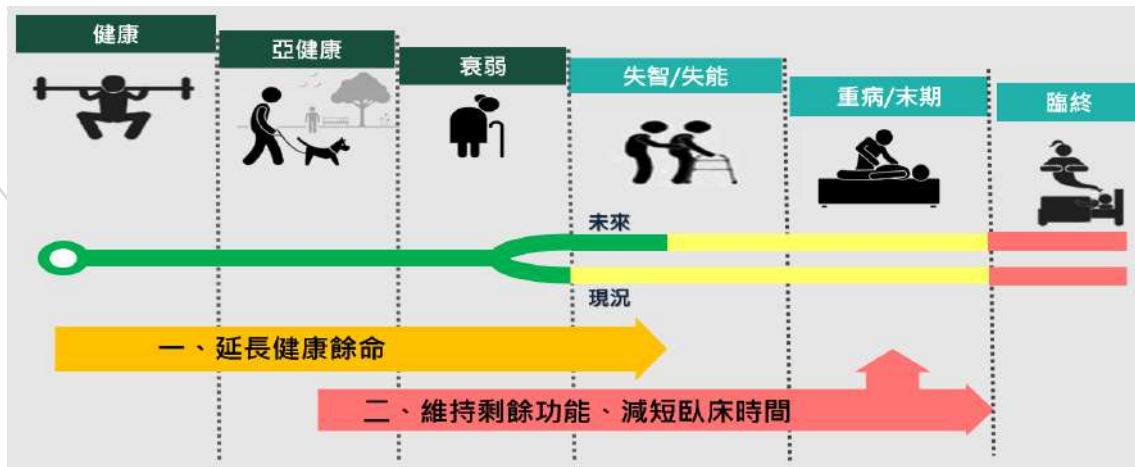 健康
亞健康
衰弱
失智/失能
重病/末期
臨終
未來
現況
一、延長健康餘命
二、維持剩餘功能、減短臥床時間